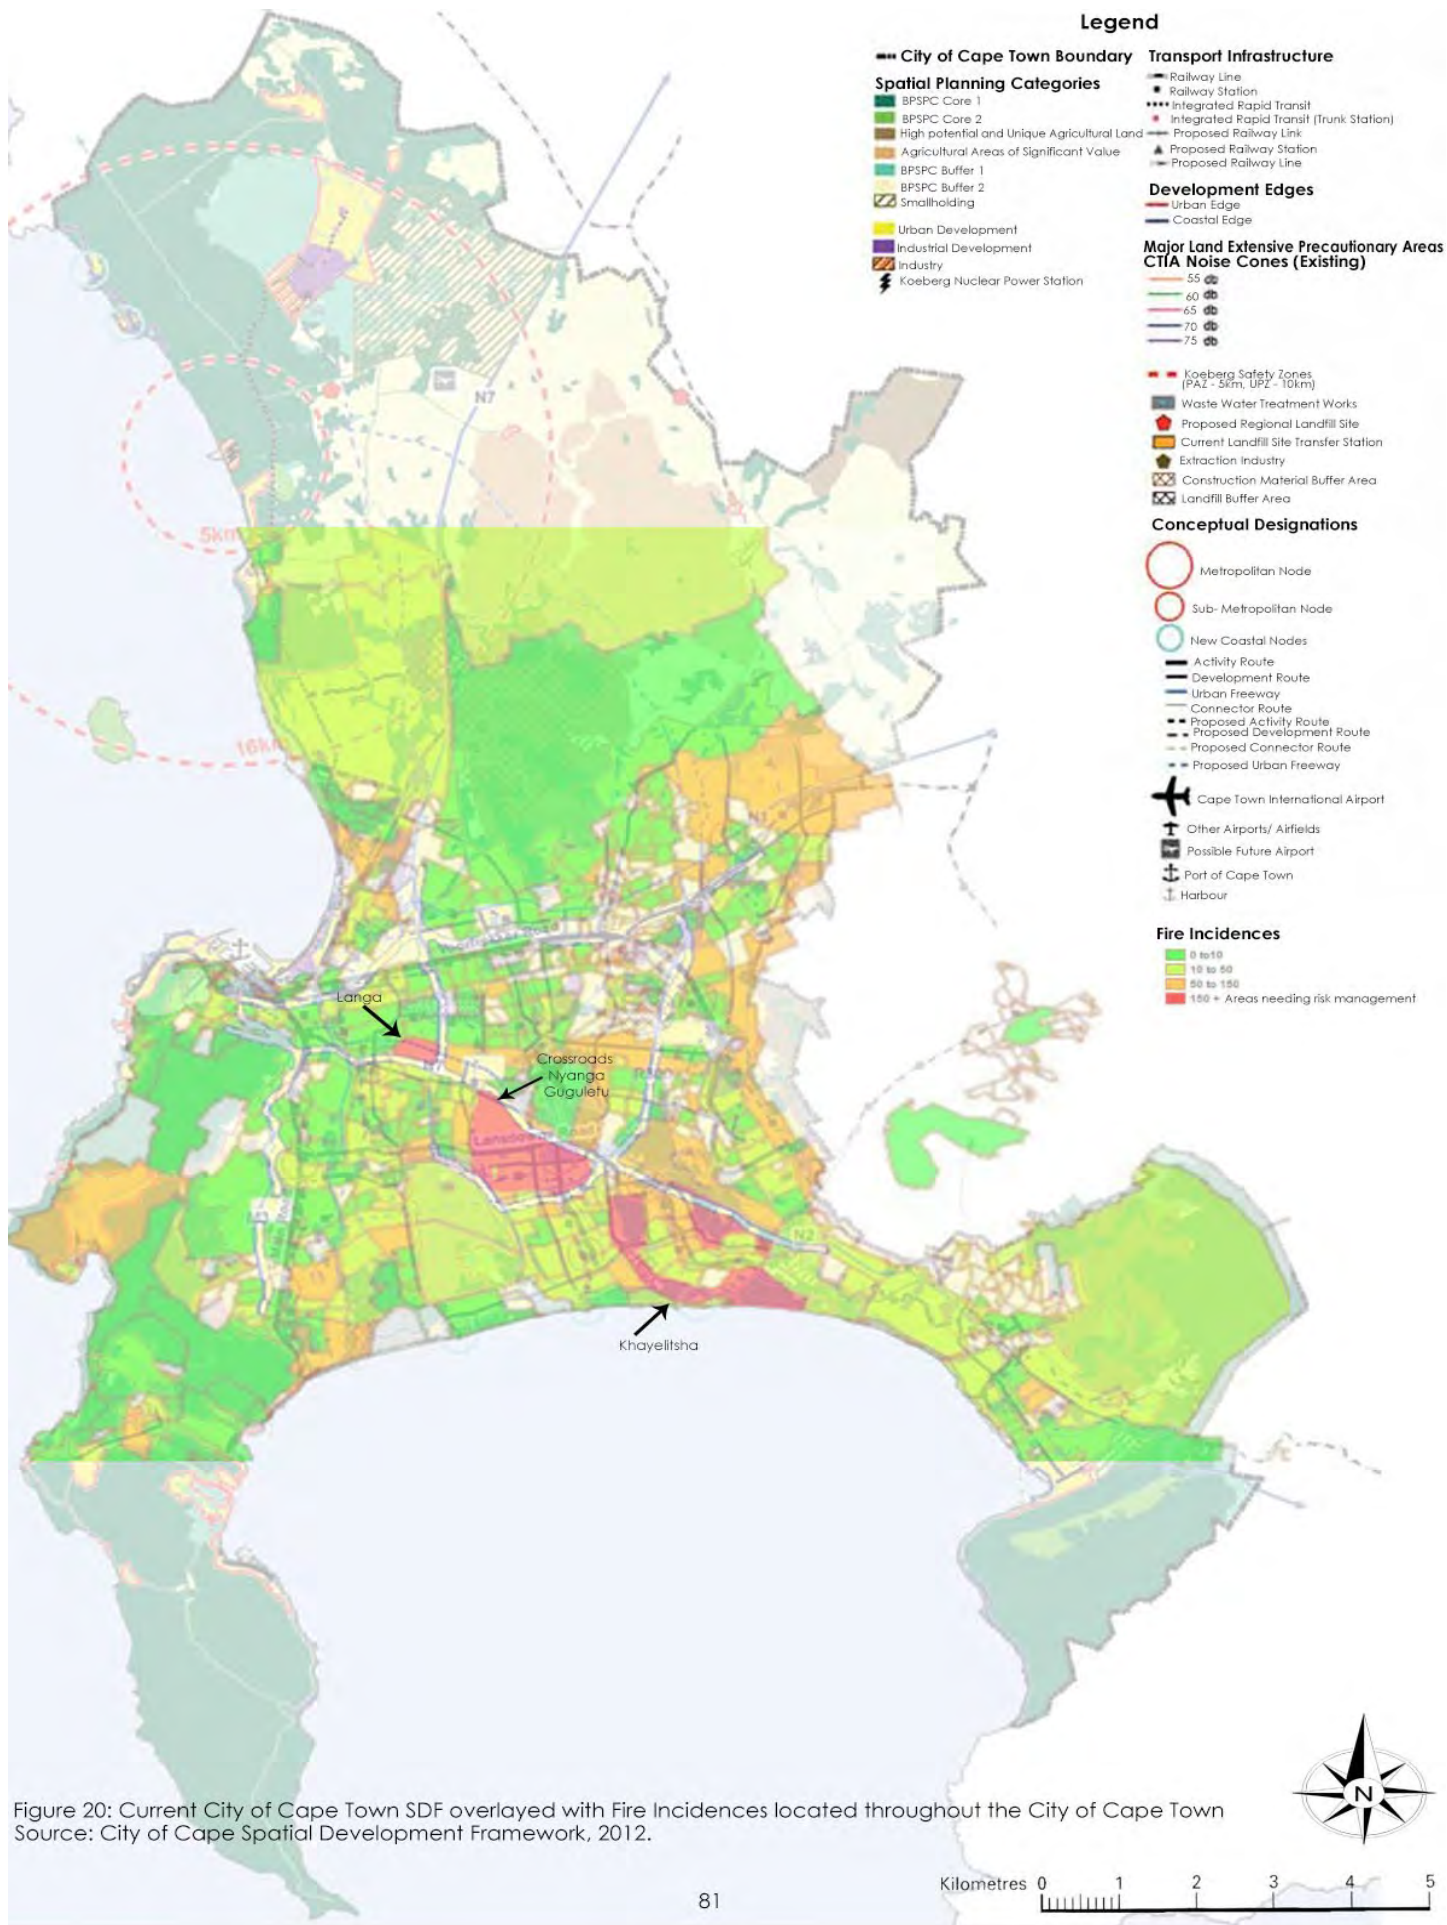 Legend
City of Cape Town Boundary
Spatial Planning Categories
BPSPC Core 1
BPSPC Core 2
High potential and Unique Agricultural Land
Agricultural Areas of Significant Value
BPSPC Buffer 1
BPSPC Buffer 2
Smallholding
Urban Development
Industrial Development
Industry
Koeberg Nuclear Power Station
Transport Infrastructure
Railway Line
Railway Station
Integrated Rapid Transit
Integrated Rapid Transit (Trunk Station)
Proposed Railway Link
Proposed Railway Station
Proposed Railway Line
Development Edges
Urban Edge
Coastal Edge
Major Land Extensive Precautionary Areas
CTIA Noise Cones (Existing)
55 db
60 db
65 db
70 db
75 db
Koeberg Safety Zones
(PAZ - 5km, UPZ - 10km)
Waste Water Treatment Works
Proposed Regional Landfill Site
Current Landfill Site Transfer Station
Extraction Industry
Construction Material Buffer Area
Landfill Buffer Area
Conceptual Designations
Metropolitan Node
Sub- Metropolitan Node
New Coastal Nodes
Activity Route
Development Route
Urban Freeway
Connector Route
Proposed Activity Route
Proposed Development Route
Proposed Connector Route
Proposed Urban Freeway
Cape Town International Airport
Other Airports/ Airfields
Possible Future Airport
Port of Cape Town
Harbour
Fire Incidences
0 to10
10 to 50
50 to 150
150 + Areas needing risk management
N7
5km
16km
N1
Langa
N7
Crossroads
Nyanga
Guguletu
R300
Lansdowne Road
N2
Khayelitsha
Figure 20: Current City of Cape Town SDF overlayed with Fire Incidences located throughout the City of Cape Town
Source: City of Cape Spatial Development Framework, 2012.
N
Kilometres 0 1 2 3 4 5
81